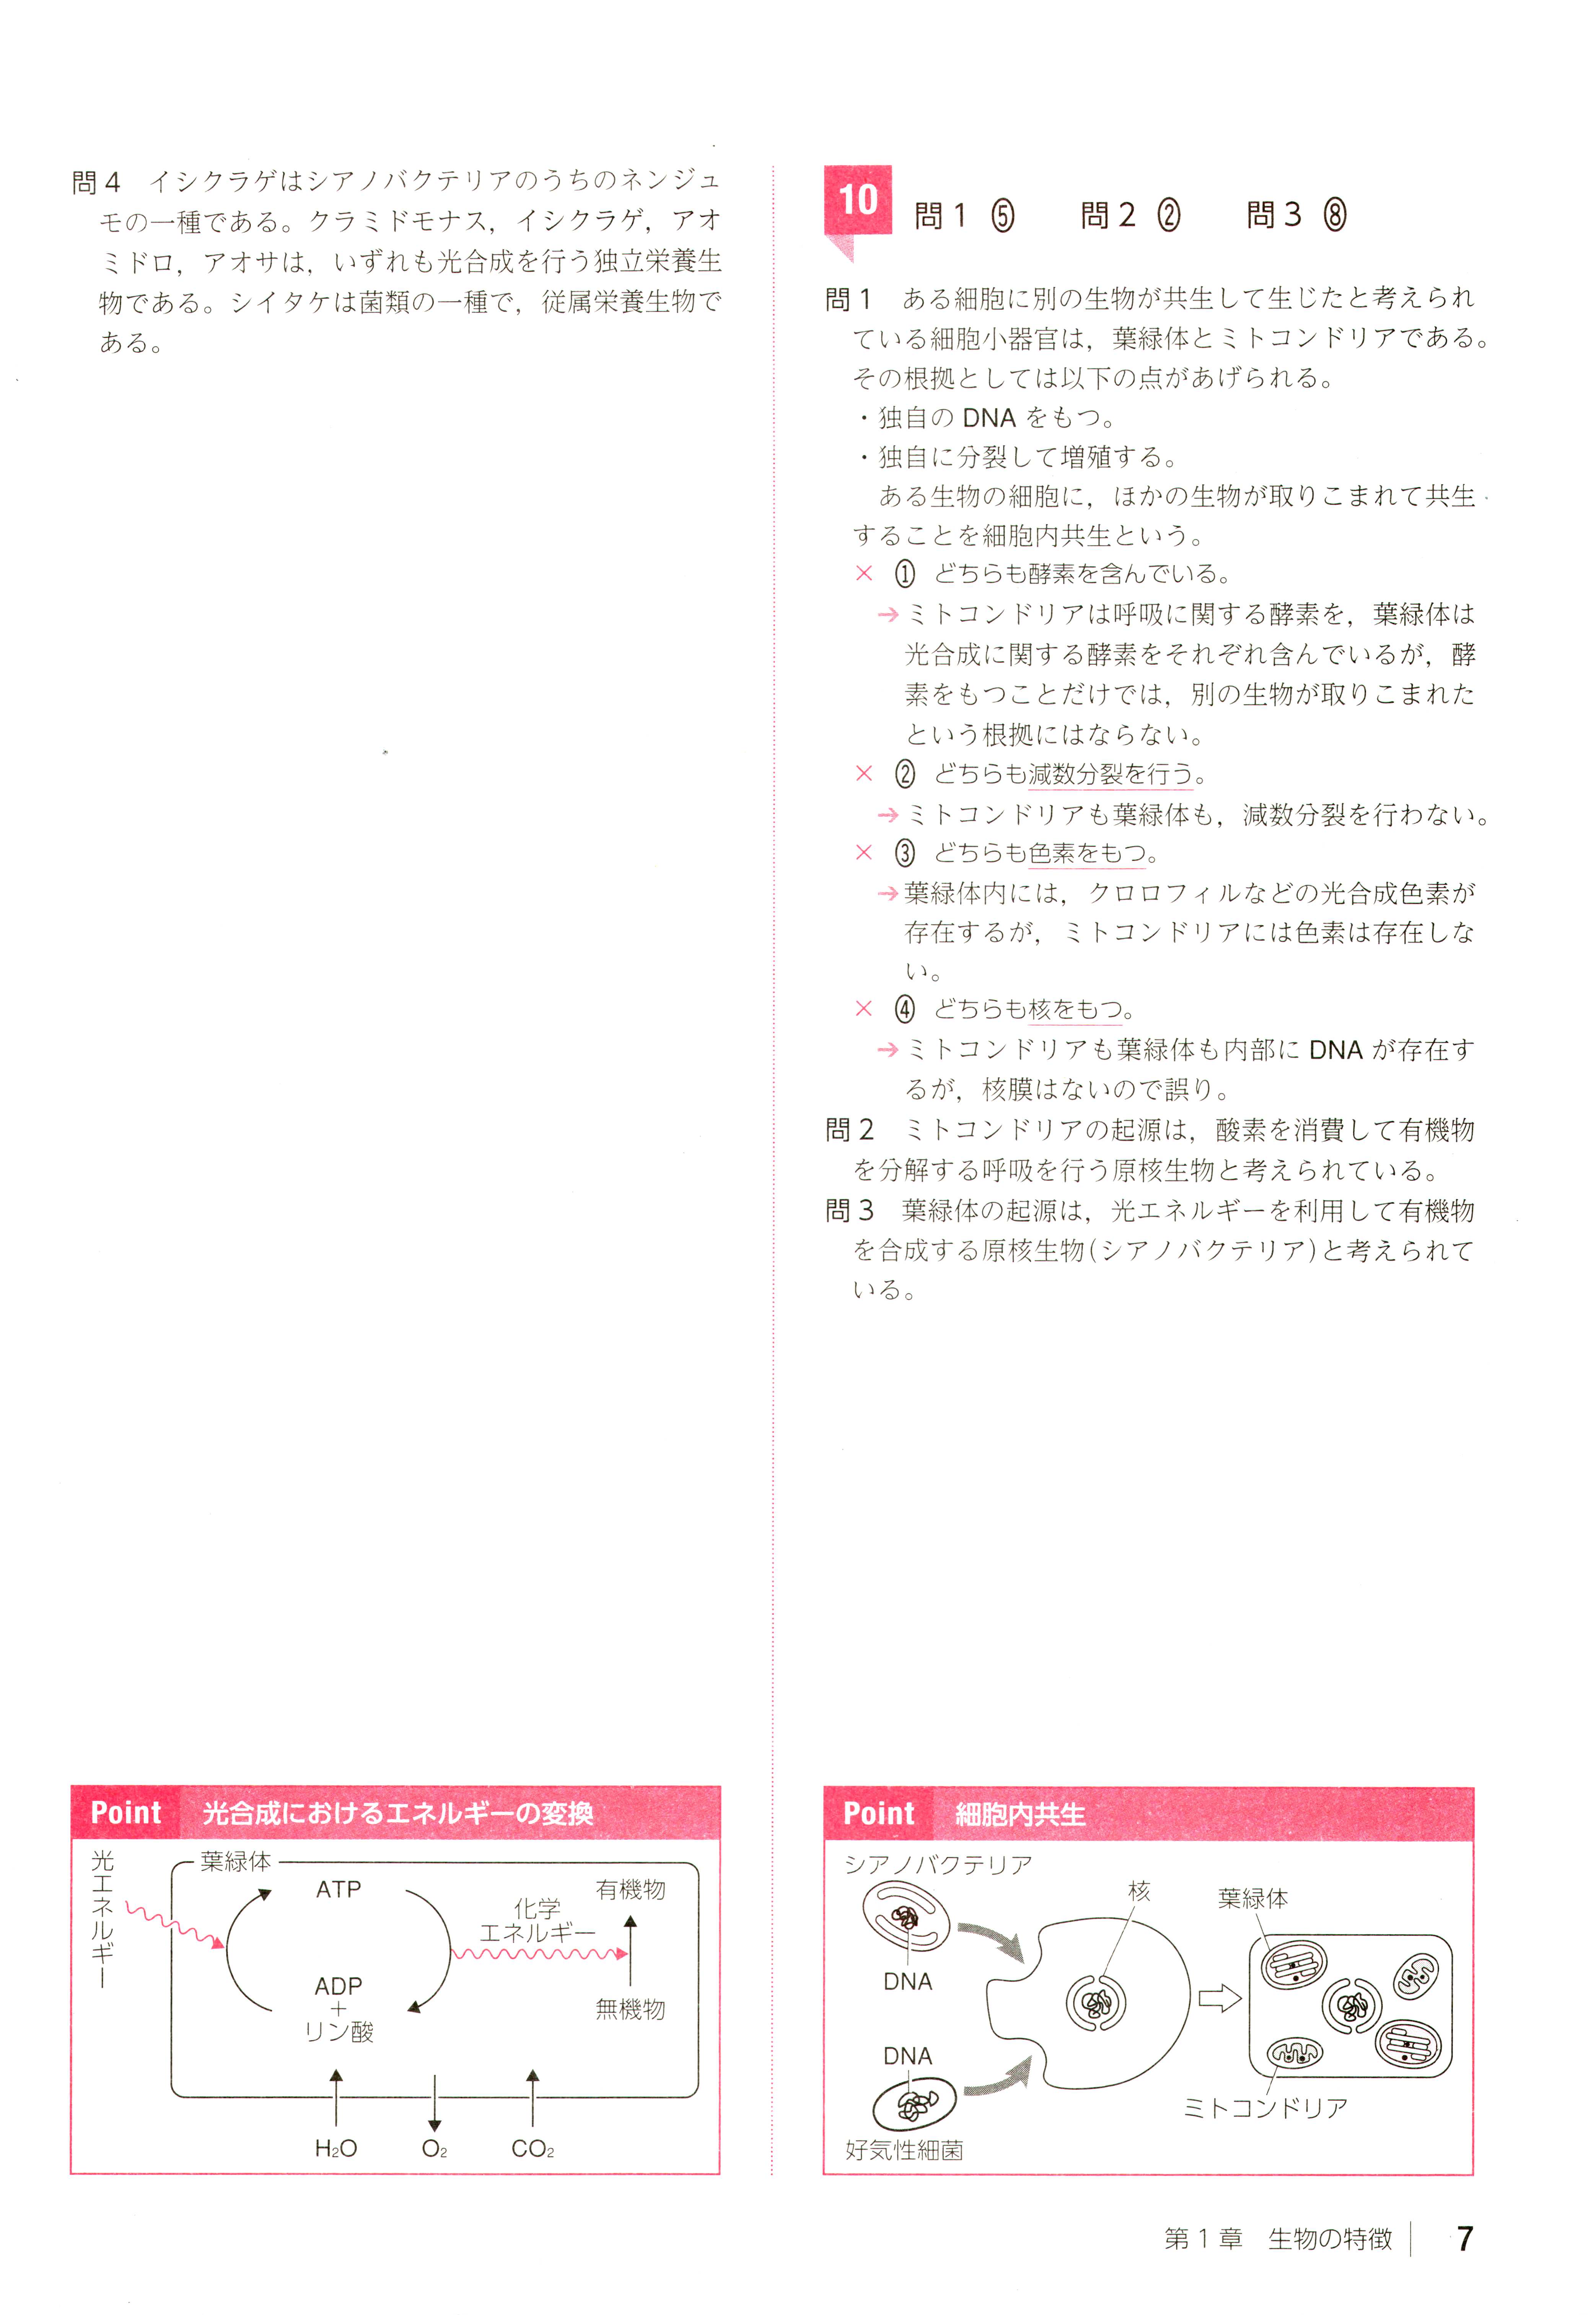 問4　イシクラゲはシアノバクテリアのうちのネンジュ
モの一種である。クラミドモナス，イシクラゲ，アオ
ミドロ，アオサは，いずれも光合成を行う独立栄養生
物である。シイタケは菌類の一種で，従属栄養生物で
ある。
Point　光合成におけるエネルギーの変換
光エネルギー
葉緑体
ATP
有機物
化学
エネルギー
ADP
+
リン酸
無機物
H₂O　O₂　CO₂
10　問1 ⑤　問2 ②　問3 ⑧
問1　ある細胞に別の生物が共生して生じたと考えられ
ている細胞小器官は，葉緑体とミトコンドリアである。
その根拠としては以下の点があげられる。
・独自の DNA をもつ。
・独自に分裂して増殖する。
ある生物の細胞に，ほかの生物が取りこまれて共生
することを細胞内共生という。
× ① どちらも酵素を含んでいる。
→ミトコンドリアは呼吸に関する酵素を，葉緑体は
光合成に関する酵素をそれぞれ含んでいるが，酵
素をもつことだけでは，別の生物が取りこまれた
という根拠にはならない。
× ② どちらも減数分裂を行う。
→ミトコンドリアも葉緑体も，減数分裂を行わない。
× ③ どちらも色素をもつ。
→葉緑体内には，クロロフィルなどの光合成色素が
存在するが，ミトコンドリアには色素は存在しな
い。
× ④ どちらも核をもつ。
→ミトコンドリアも葉緑体も内部に DNA が存在す
るが，核膜はないので誤り。
問2　ミトコンドリアの起源は，酸素を消費して有機物
を分解する呼吸を行う原核生物と考えられている。
問3　葉緑体の起源は，光エネルギーを利用して有機物
を合成する原核生物(シアノバクテリア)と考えられて
いる。
Point　細胞内共生
シアノバクテリア
核
葉緑体
DNA
DNA
ミトコンドリア
好気性細菌
第1章　生物の特徴　7